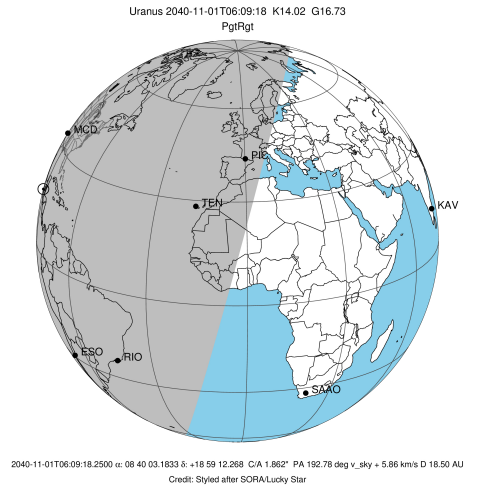 Uranus 2040-11-01T06:09:18 K14.02 G16.73
PgtRgt
MCD
PIC
TEN
KAV
ESO
RIO
SAAO
2040-11-01T06:09:18.2500 α: 08 40 03.1833 δ: +18 59 12.268 C/A 1.862" PA 192.78 deg v_sky + 5.86 km/s D 18.50 AU
Credit: Styled after SORA/Lucky Star